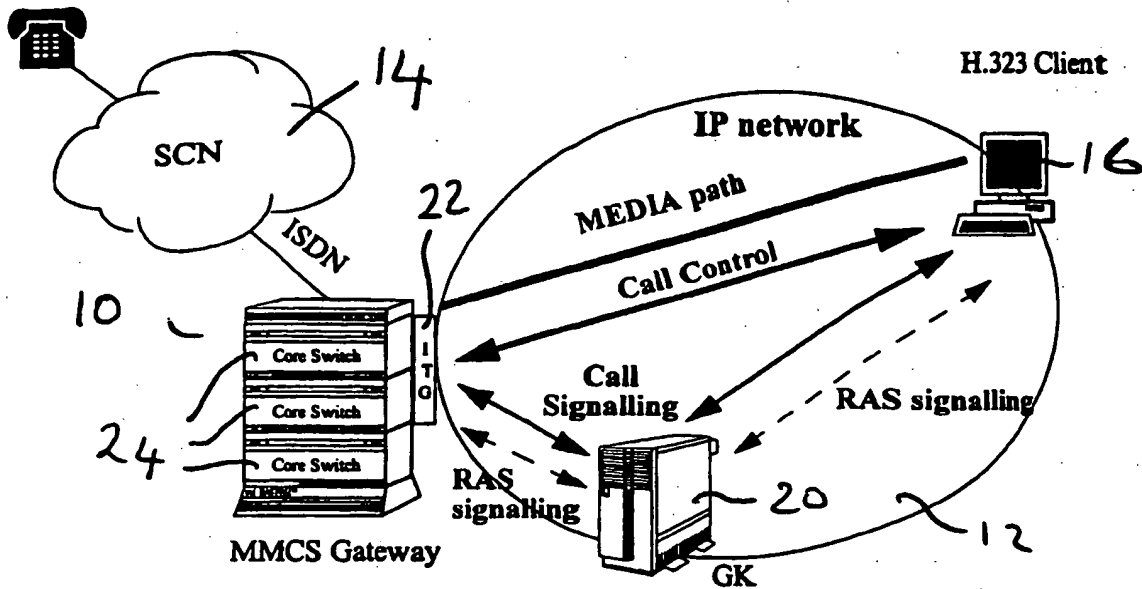 14
H.323 Client
SCN
IP network
16
22
MEDIA path
ISDN
Call Control
10
ITG
Core Switch
Call
Signalling
RAS signalling
24
Core Switch
Core Switch
RAS
signalling
20
12
MMCS Gateway
GK